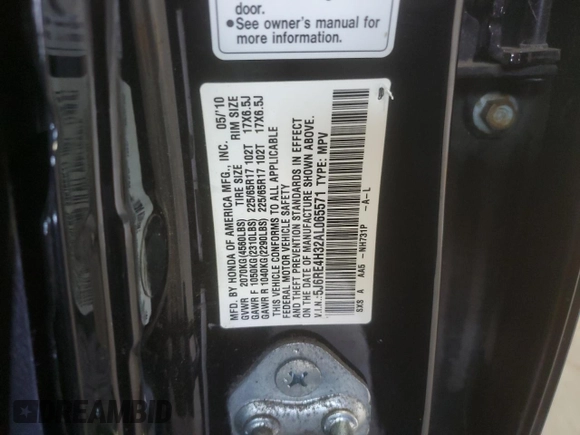 door.
•See owner's manual for
more information.
MFD. BY HONDA OF AMERICA MFG., INC. 05/'10
TIRE SIZE RIM SIZE
GVWR 2070KG(4560LBS)
GAWR F 1050KG(2310LBS) 225/65R17 102T 17X6.5J
GAWR R 1040KG(2290LBS) 225/65R17 102T 17X6.5J
THIS VEHICLE CONFORMS TO ALL APPLICABLE
FEDERAL MOTOR VEHICLE SAFETY
AND THEFT PREVENTION STANDARDS IN EFFECT
ON THE DATE OF MANUFACTURE SHOWN ABOVE.
V.I.N.:5J6RE4H32AL065571 TYPE: MPV
SXS A AA5 -NH731P -A-L
DREAMBID